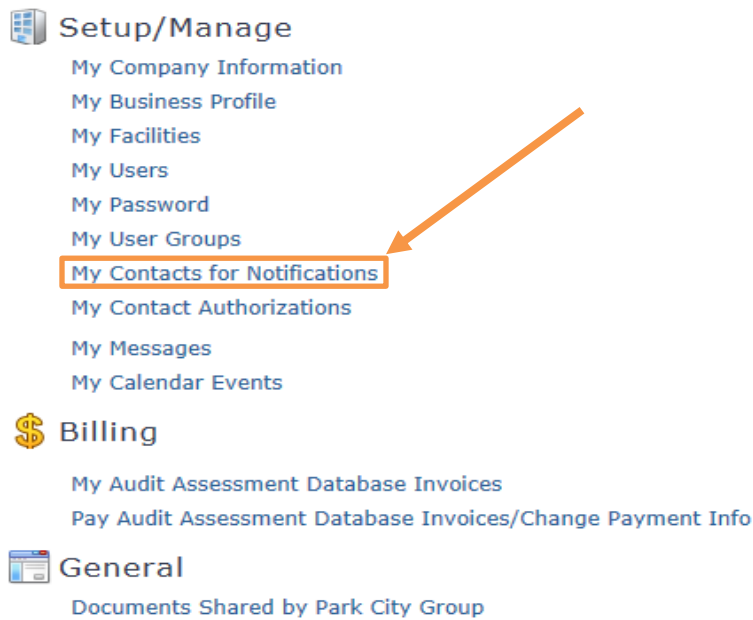 Setup/Manage
My Company Information
My Business Profile
My Facilities
My Users
My Password
My User Groups
My Contacts for Notifications
My Contact Authorizations
My Messages
My Calendar Events
Billing
My Audit Assessment Database Invoices
Pay Audit Assessment Database Invoices/Change Payment Info
General
Documents Shared by Park City Group